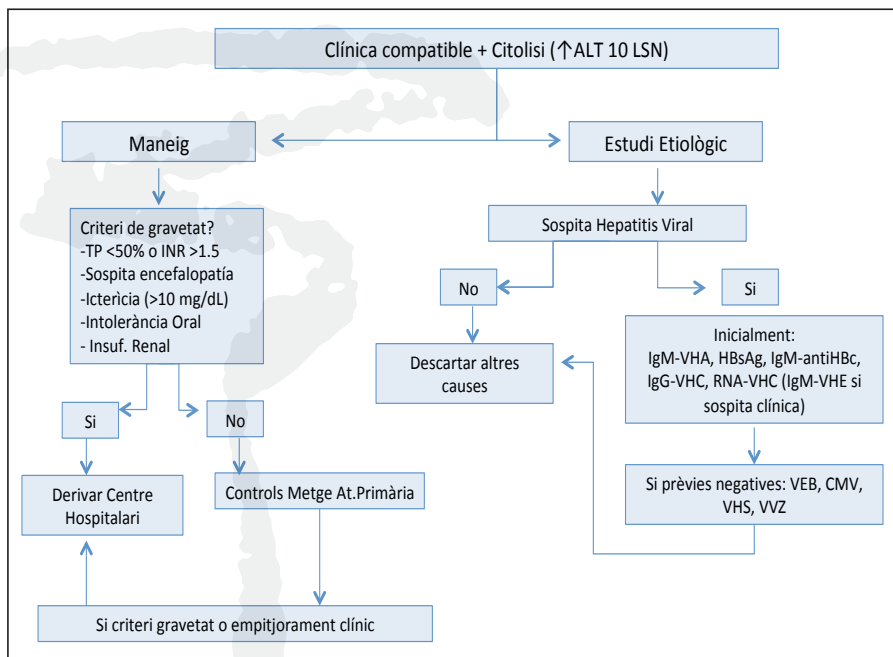 Clínica compatible + Citolisi (↑ALT 10 LSN)
Maneig
Estudi Etiològic
Criteri de gravetat?
-TP <50% o INR >1.5
-Sospita encefalopatía
-Icterìcia (>10 mg/dL)
-Intolerància Oral
- Insuf. Renal
Sospita Hepatitis Viral
No
Si
Descartar altres
causes
Inicialment:
IgM-VHA, HBsAg, IgM-antiHBc,
IgG-VHC, RNA-VHC (IgM-VHE si
sospita clínica)
Si
No
Derivar Centre
Hospitalari
Controls Metge At.Primària
Si prèvies negatives: VEB, CMV,
VHS, VVZ
Si criteri gravetat o empitjorament clínic